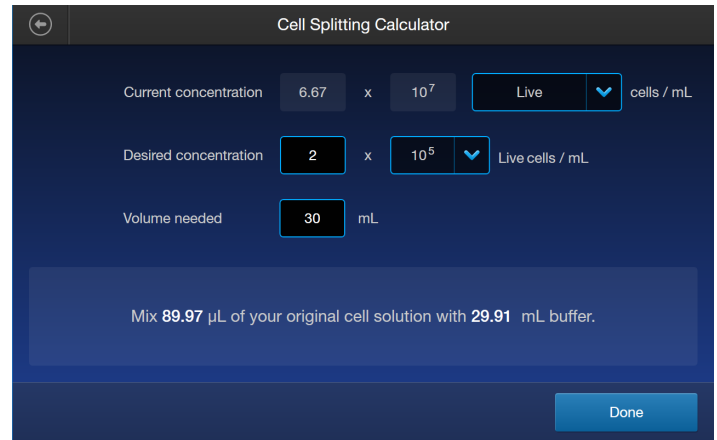 Cell Splitting Calculator
Current concentration 6.67 x 10⁷ Live cells / mL
Desired concentration 2 x 10⁵ Live cells / mL
Volume needed 30 mL
Mix 89.97 µL of your original cell solution with 29.91 mL buffer.
Done